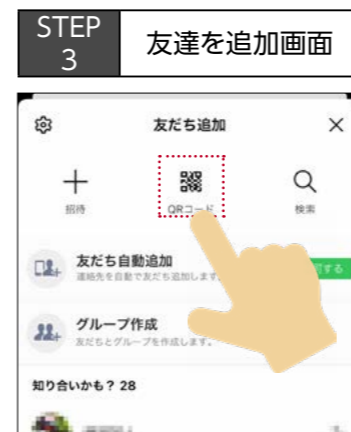 STEP
3
友達を追加画面
友だち追加
招待
QRコード
検索
友だち自動追加
連絡先を自動で友だち追加します。
する
グループ作成
友だちとグループを作成します。
知り合いかも? 28